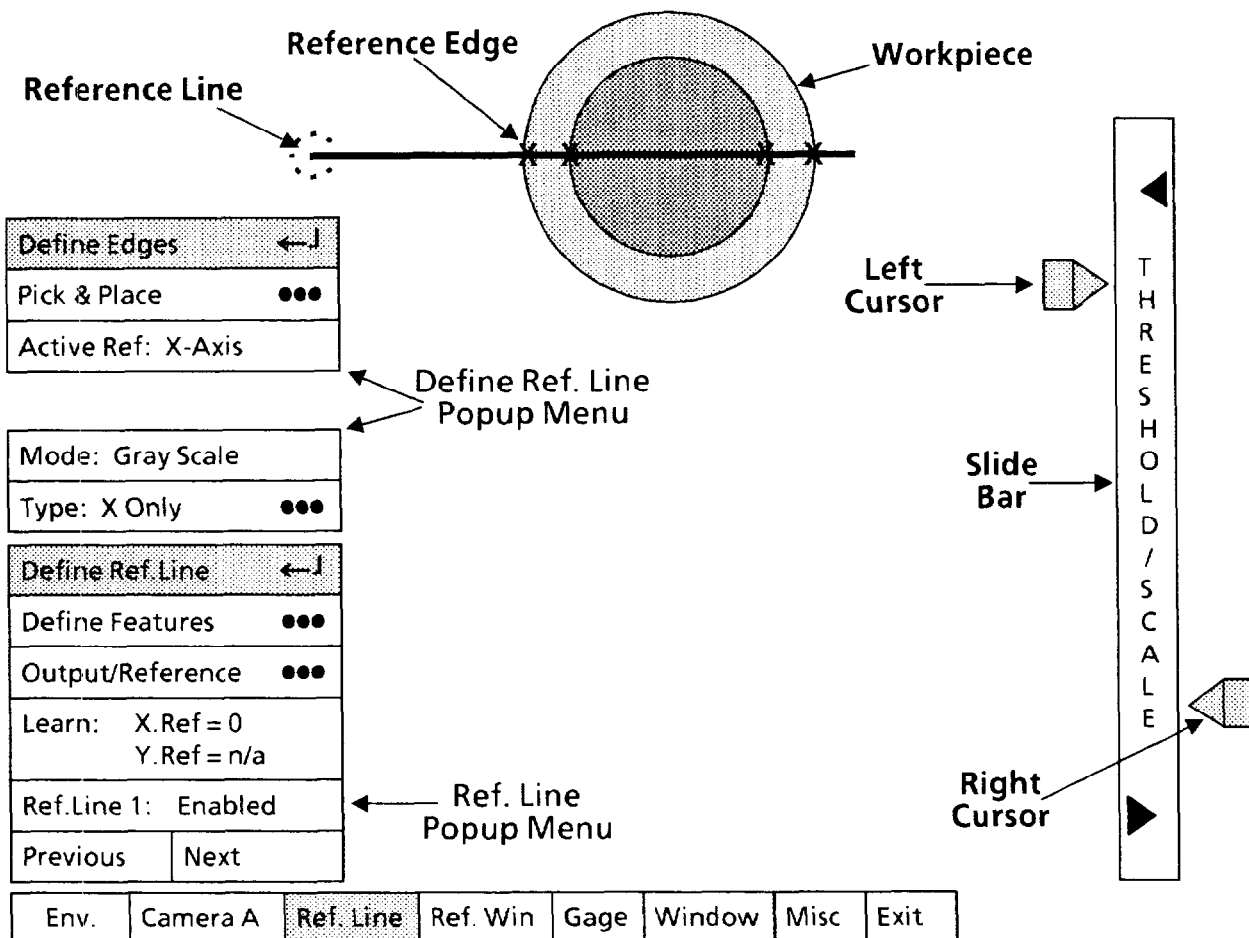 Reference Edge
Workpiece
Reference Line
X X X X
Define Edges ←┘
Pick & Place •••
Active Ref: X-Axis
Left
Cursor
Define Ref. Line
Popup Menu
Mode: Gray Scale
Type: X Only •••
Slide
Bar
THRESHOLD/SCALE
Define Ref.Line ←┘
Define Features •••
Output/Reference •••
Learn: X.Ref = 0
Y.Ref = n/a
Ref.Line 1: Enabled
Ref. Line
Popup Menu
Right
Cursor
Previous Next
Env. Camera A Ref. Line Ref. Win Gage Window Misc Exit